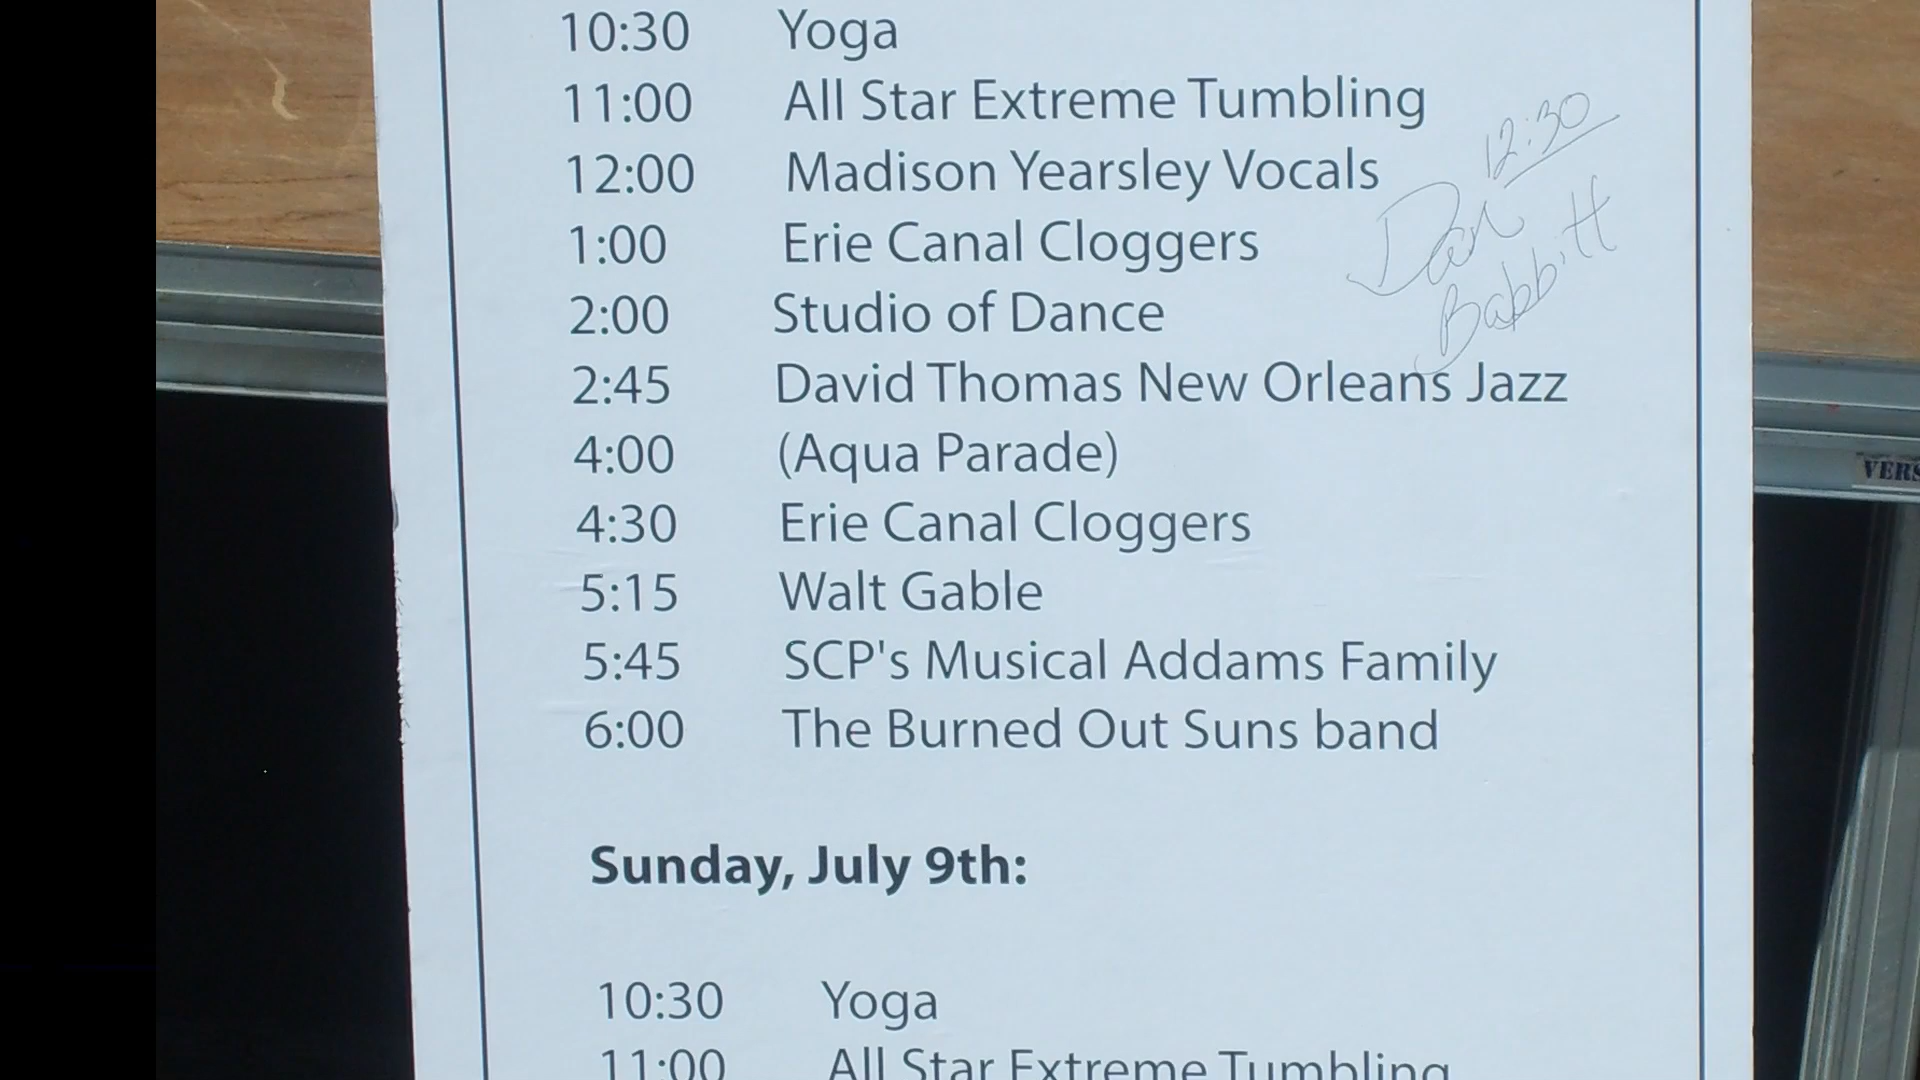 10:30 Yoga
11:00 All Star Extreme Tumbling
12:30
12:00 Madison Yearsley Vocals
Dan
Babbitt
1:00 Erie Canal Cloggers
2:00 Studio of Dance
2:45 David Thomas New Orleans Jazz
4:00 (Aqua Parade)
VERS
4:30 Erie Canal Cloggers
5:15 Walt Gable
5:45 SCP's Musical Addams Family
6:00 The Burned Out Suns band
Sunday, July 9th:
10:30 Yoga
11:00 All Star Extreme Tumbling